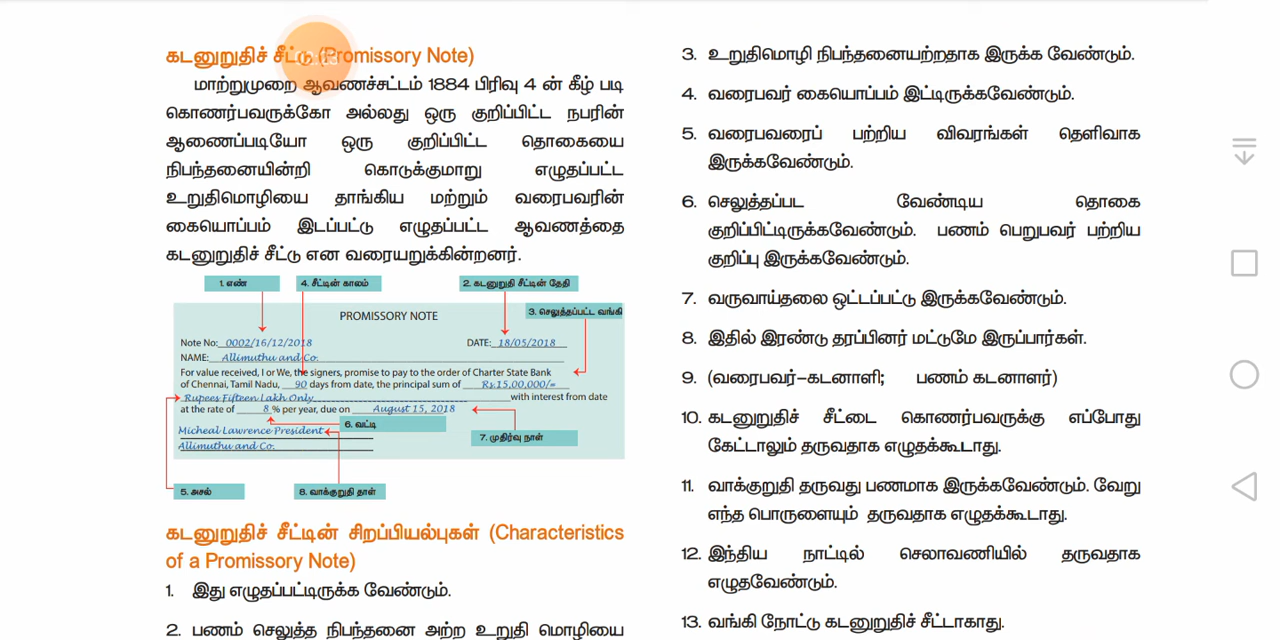 கடனுறுதிச் சீட்டு (Promissory Note)
மாற்றுமுறை ஆவணச்சட்டம் 1884 பிரிவு 4 ன் கீழ் படி
கொணர்பவருக்கோ அல்லது ஒரு குறிப்பிட்ட நபரின்
ஆணைப்படியோ ஒரு குறிப்பிட்ட தொகையை
நிபந்தனையின்றி கொடுக்குமாறு எழுதப்பட்ட
உறுதிமொழியை தாங்கிய மற்றும் வரைபவரின்
கையொப்பம் இடப்பட்டு எழுதப்பட்ட ஆவணத்தை
கடனுறுதிச் சீட்டு என வரையறுக்கின்றனர்.
1. எண்
4. சீட்டின் காலம்
2. கடனுறுதி சீட்டின் தேதி
3. செலுத்தப்பட்ட வங்கி
PROMISSORY NOTE
Note No: 0002/16/12/2018
DATE: 18/05/2018
NAME: Allimuthu and Co.
For value received, I or We, the signers, promise to pay to the order of Charter State Bank
of Chennai, Tamil Nadu, 90 days from date, the principal sum of Rs.15,00,000/=
Rupees Fifteen Lakh Only with interest from date
at the rate of 8 % per year, due on August 15, 2018
6. வட்டி
Micheal Lawrence President
7. முதிர்வு நாள்
Allimuthu and Co.
5. அசல்
8. வாக்குறுதி தாள்
கடனுறுதிச் சீட்டின் சிறப்பியல்புகள் (Characteristics
of a Promissory Note)
1. இது எழுதப்பட்டிருக்க வேண்டும்.
2. பணம் செலுத்த நிபந்தனை அற்ற உறுதி மொழியை
3. உறுதிமொழி நிபந்தனையற்றதாக இருக்க வேண்டும்.
4. வரைபவர் கையொப்பம் இட்டிருக்கவேண்டும்.
5. வரைபவரைப் பற்றிய விவரங்கள் தெளிவாக
இருக்கவேண்டும்.
6. செலுத்தப்பட வேண்டிய தொகை
குறிப்பிட்டிருக்கவேண்டும். பணம் பெறுபவர் பற்றிய
குறிப்பு இருக்கவேண்டும்.
7. வருவாய்தலை ஒட்டப்பட்டு இருக்கவேண்டும்.
8. இதில் இரண்டு தரப்பினர் மட்டுமே இருப்பார்கள்.
9. (வரைபவர்–கடனாளி; பணம் கடனாளர்)
10. கடனுறுதிச் சீட்டை கொணர்பவருக்கு எப்போது
கேட்டாலும் தருவதாக எழுதக்கூடாது.
11. வாக்குறுதி தருவது பணமாக இருக்கவேண்டும். வேறு
எந்த பொருளையும் தருவதாக எழுதக்கூடாது.
12. இந்திய நாட்டில் செலாவணியில் தருவதாக
எழுதவேண்டும்.
13. வங்கி நோட்டு கடனுறுதிச் சீட்டாகாது.